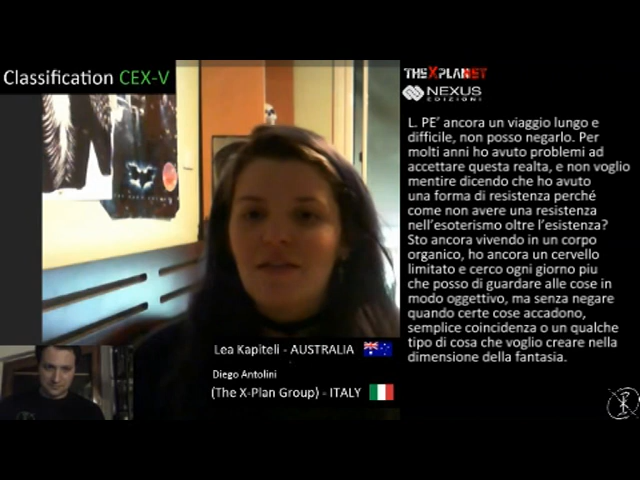 Classification CEX-V
THEXPLANET
NEXUS
EDIZIONI
L. PE’ ancora un viaggio lungo e
difficile, non posso negarlo. Per
molti anni ho avuto problemi ad
accettare questa realta, e non voglio
mentire dicendo che ho avuto
una forma di resistenza perché
come non avere una resistenza
nell’esoterismo oltre l’esistenza?
Sto ancora vivendo in un corpo
organico, ho ancora un cervello
limitato e cerco ogni giorno piu
che posso di guardare alle cose in
modo oggettivo, ma senza negare
quando certe cose accadono,
semplice coincidenza o un qualche
tipo di cosa che voglio creare nella
dimensione della fantasia.
Lea Kapiteli - AUSTRALIA
Diego Antolini
(The X-Plan Group) - ITALY